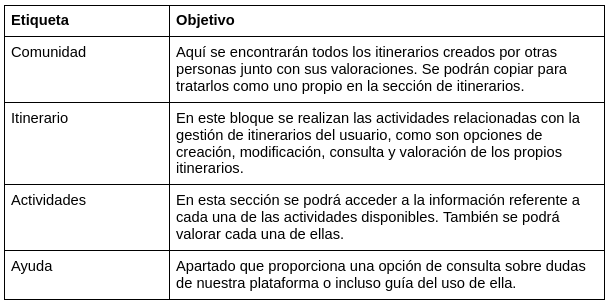 Etiqueta Objetivo
Comunidad Aquí se encontrarán todos los itinerarios creados por otras
personas junto con sus valoraciones. Se podrán copiar para
tratarlos como uno propio en la sección de itinerarios.
Itinerario En este bloque se realizan las actividades relacionadas con la
gestión de itinerarios del usuario, como son opciones de
creación, modificación, consulta y valoración de los propios
itinerarios.
Actividades En esta sección se podrá acceder a la información referente a
cada una de las actividades disponibles. También se podrá
valorar cada una de ellas.
Ayuda Apartado que proporciona una opción de consulta sobre dudas
de nuestra plataforma o incluso guía del uso de ella.